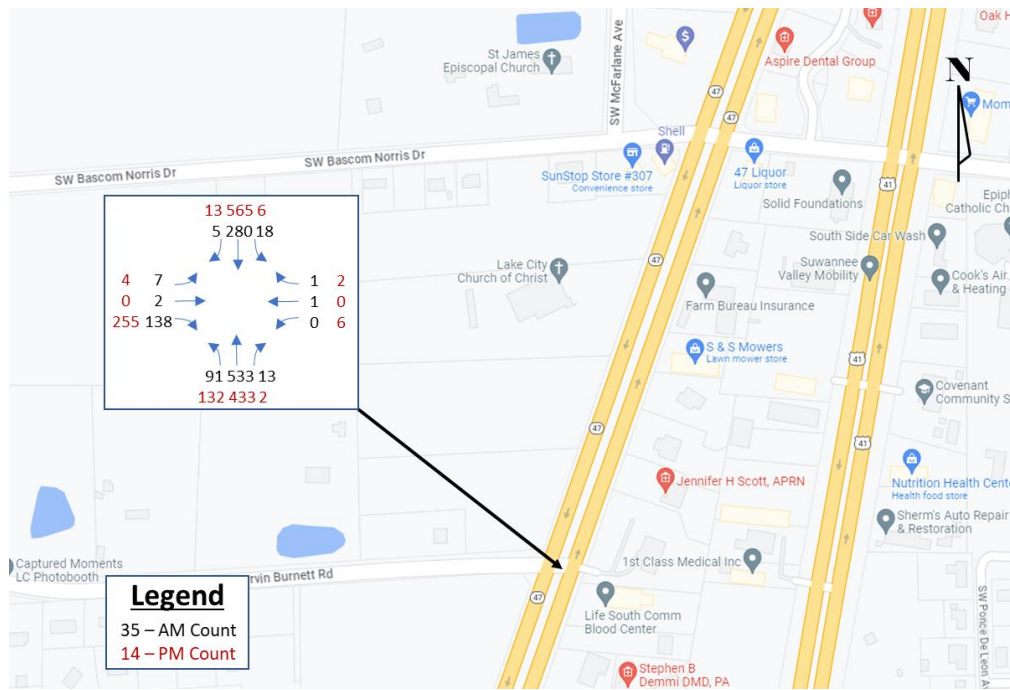 Oak H
St James
Episcopal Church
SW McFarlane Ave
$
Aspire Dental Group
N
47
47
Mom
Shell
SW Bascom Norris Dr
SW Bascom Norris Dr
SunStop Store #307
Convenience store
47 Liquor
Liquor store
41
Solid Foundations
Epiph
Catholic Ch
South Side Car Wash
13 565 6
5 280 18
4 7
0 2
255 138
1 2
1 0
0 6
91 533 13
132 433 2
Lake City
Church of Christ
47
Suwannee
Valley Mobility
Cook's Air
& Heating
Farm Bureau Insurance
S & S Mowers
Lawn mower store
41
Covenant
Community S
47
41
Jennifer H Scott, APRN
Nutrition Health Cente
Health food store
Sherm's Auto Repair
& Restoration
Captured Moments
LC Photobooth
rvin Burnett Rd
1st Class Medical Inc
47
Life South Comm
Blood Center
SW Ponce De Leon A
Legend
35 – AM Count
14 – PM Count
Stephen B
Demmi DMD, PA